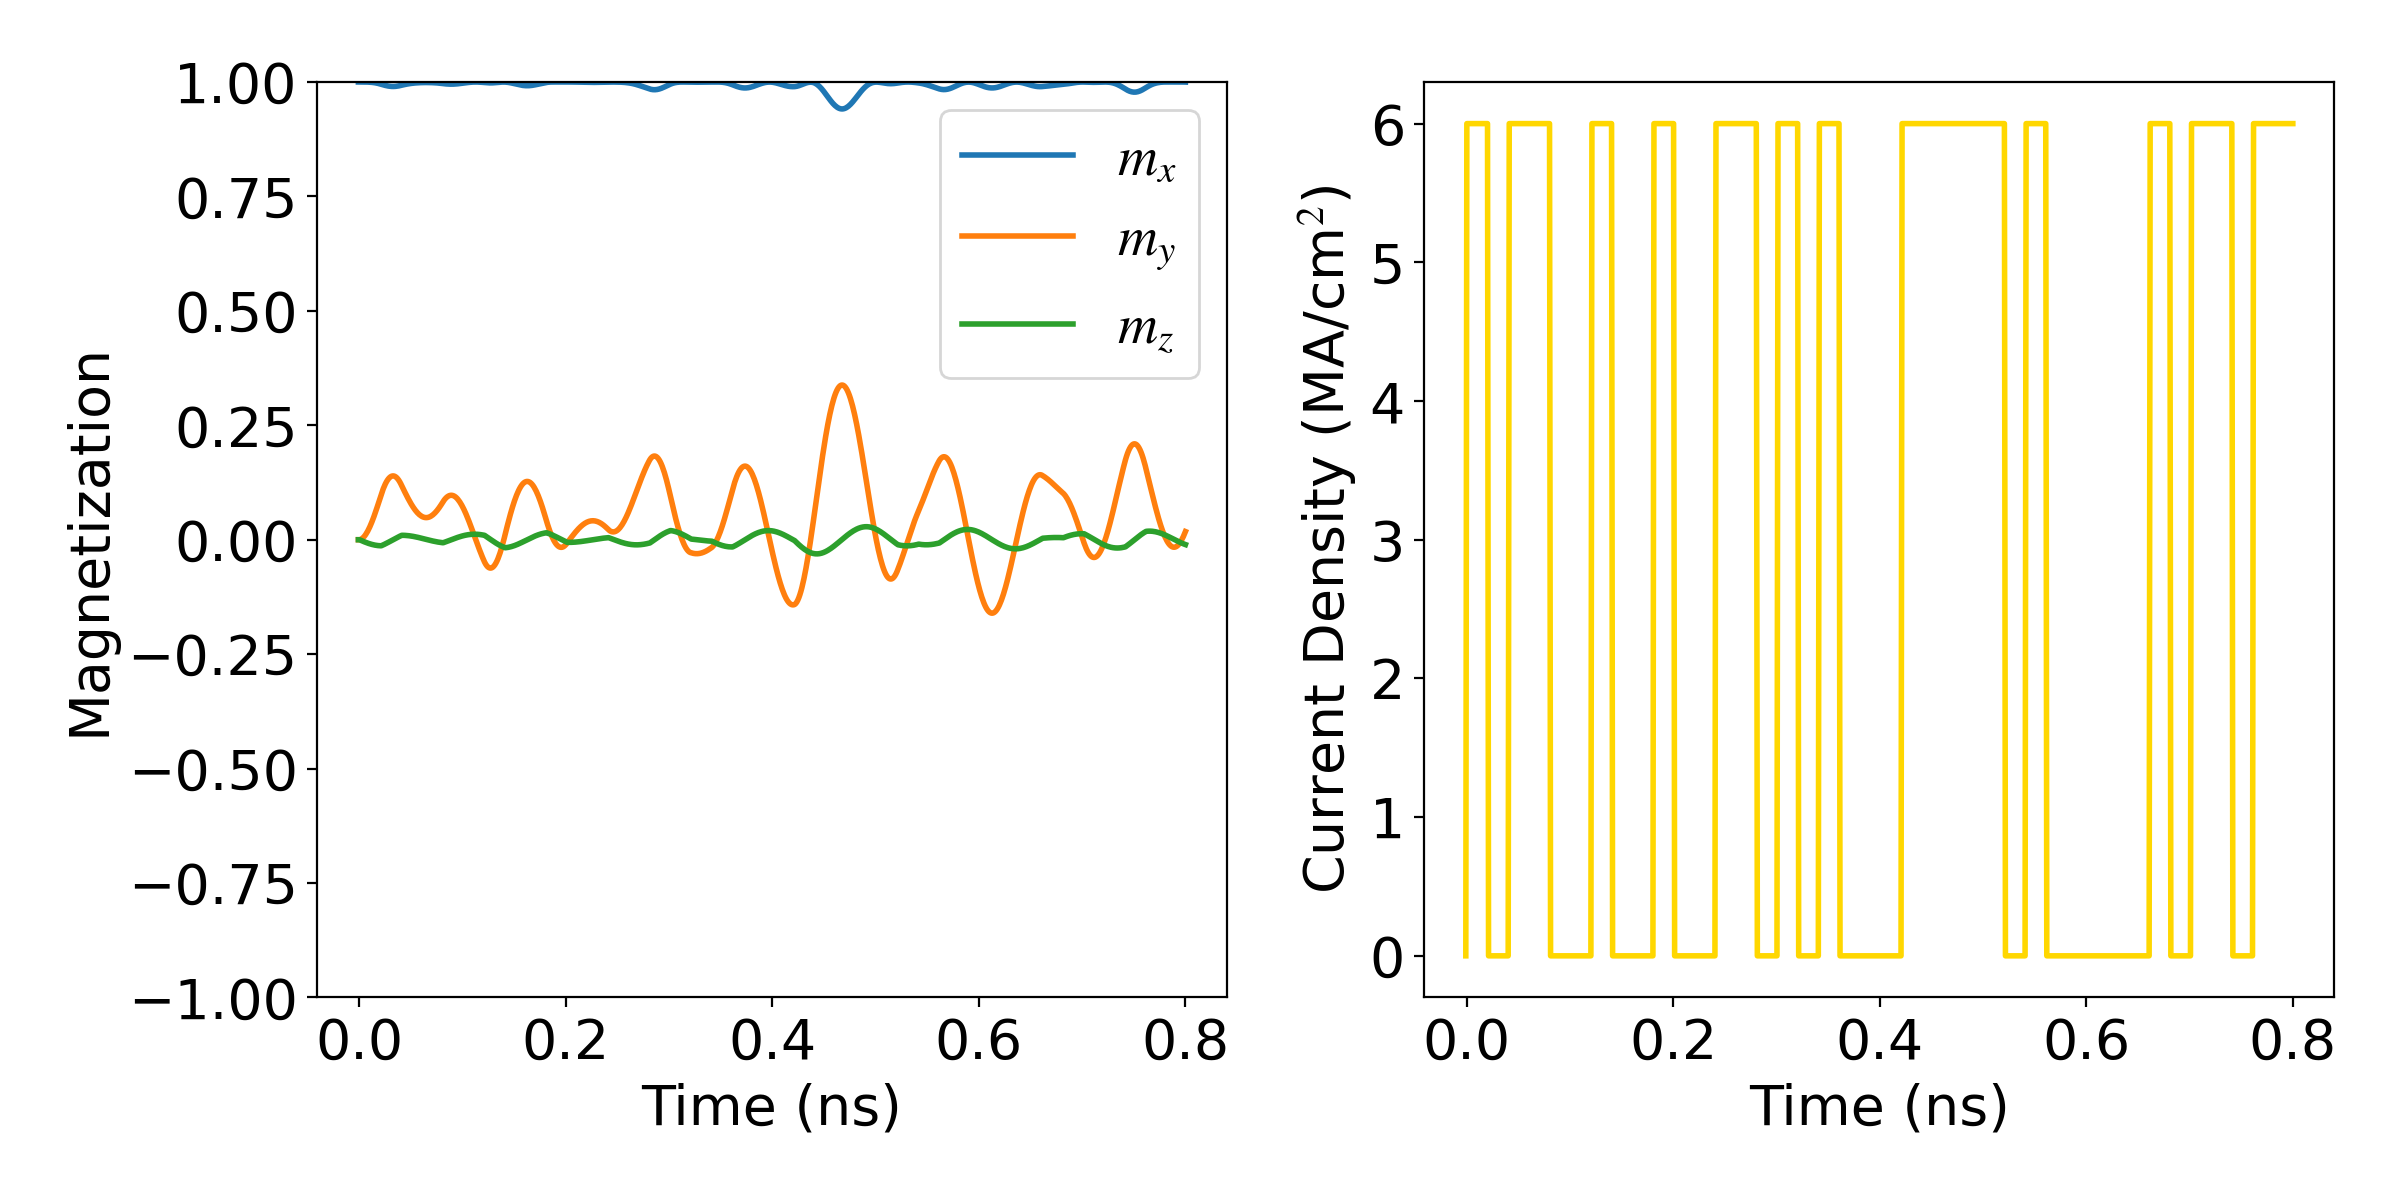 Magnetization
1.00
0.75
0.50
0.25
0.00
−0.25
−0.50
−0.75
−1.00
0.0 0.2 0.4 0.6 0.8
Time (ns)
m_x
m_y
m_z
Current Density (MA/cm²)
6
5
4
3
2
1
0
0.0 0.2 0.4 0.6 0.8
Time (ns)